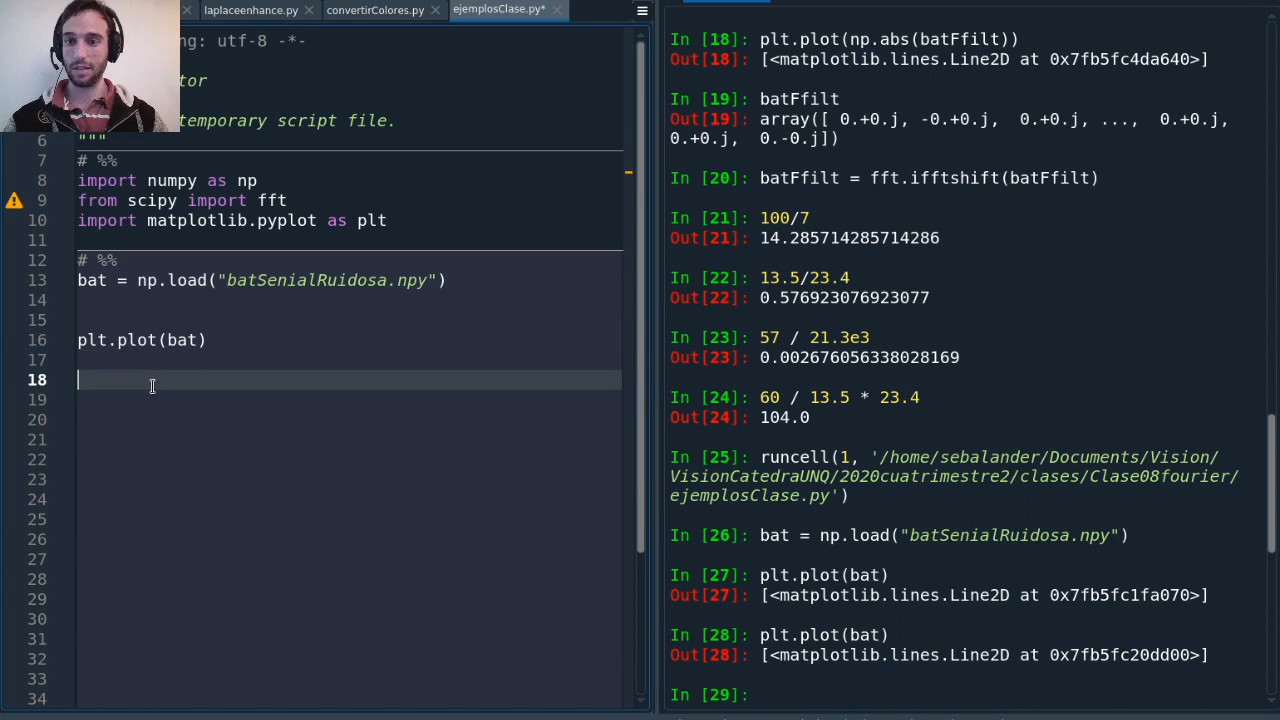 laplaceenhance.py
convertirColores.py
ejemplosClase.py*
ng: utf-8 -*-
tor
temporary script file.
6 """
7 # %%
8 import numpy as np
9 from scipy import fft
10 import matplotlib.pyplot as plt
11
12 # %%
13 bat = np.load("batSenialRuidosa.npy")
14
15
16 plt.plot(bat)
17
18
19
20
21
22
23
24
25
26
27
28
29
30
31
32
33
34
In [18]: plt.plot(np.abs(batFfilt))
Out[18]: [<matplotlib.lines.Line2D at 0x7fb5fc4da640>]
In [19]: batFfilt
Out[19]: array([ 0.+0.j, -0.+0.j,  0.+0.j, ...,  0.+0.j,
0.+0.j,  0.-0.j])
In [20]: batFfilt = fft.ifftshift(batFfilt)
In [21]: 100/7
Out[21]: 14.285714285714286
In [22]: 13.5/23.4
Out[22]: 0.576923076923077
In [23]: 57 / 21.3e3
Out[23]: 0.002676056338028169
In [24]: 60 / 13.5 * 23.4
Out[24]: 104.0
In [25]: runcell(1, '/home/sebalander/Documents/Vision/
VisionCatedraUNQ/2020cuatrimestre2/clases/Clase08fourier/
ejemplosClase.py')
In [26]: bat = np.load("batSenialRuidosa.npy")
In [27]: plt.plot(bat)
Out[27]: [<matplotlib.lines.Line2D at 0x7fb5fc1fa070>]
In [28]: plt.plot(bat)
Out[28]: [<matplotlib.lines.Line2D at 0x7fb5fc20dd00>]
In [29]: